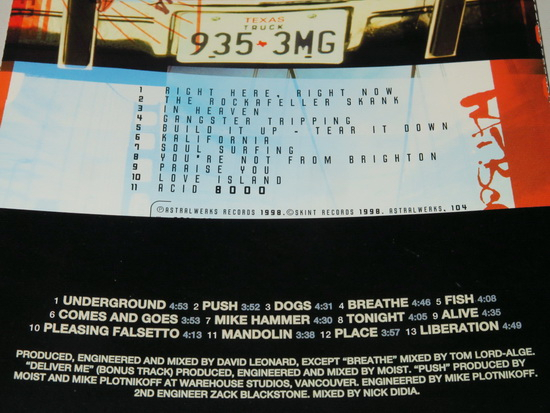 TEXAS
TRUCK
935 3MG
1 RIGHT HERE, RIGHT NOW
2 THE ROCKAFELLER SKANK
3 IN HEAVEN
4 GANGSTER TRIPPING
5 BUILD IT UP - TEAR IT DOWN
6 KALIFORNIA
7 SOUL SURFING
8 YOU'RE NOT FROM BRIGHTON
9 PRAISE YOU
10 LOVE ISLAND
11 ACID 8000
℗ASTRALWERKS RECORDS 1998.©SKINT RECORDS 1998. ASTRALWERKS, 104
1 UNDERGROUND 4:53 2 PUSH 3:52 3 DOGS 4:31 4 BREATHE 4:46 5 FISH 4:08
6 COMES AND GOES 3:53 7 MIKE HAMMER 4:30 8 TONIGHT 4:05 9 ALIVE 4:35
10 PLEASING FALSETTO 4:13 11 MANDOLIN 3:38 12 PLACE 3:57 13 LIBERATION 4:49
PRODUCED, ENGINEERED AND MIXED BY DAVID LEONARD, EXCEPT "BREATHE" MIXED BY TOM LORD-ALGE.
"DELIVER ME" (BONUS TRACK) PRODUCED, ENGINEERED AND MIXED BY MOIST. "PUSH" PRODUCED BY
MOIST AND MIKE PLOTNIKOFF AT WAREHOUSE STUDIOS, VANCOUVER. ENGINEERED BY MIKE PLOTNIKOFF.
2ND ENGINEER ZACK BLACKSTONE. MIXED BY NICK DIDIA.